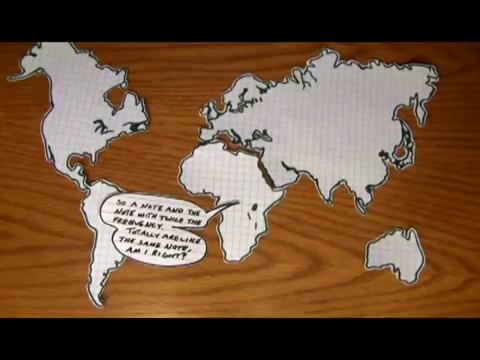 SO A NOTE AND THE
NOTE WITH TWICE THE
FREQUENCY.
TOTALLY ARE LIKE
THE SAME NOTE,
AM I RIGHT?